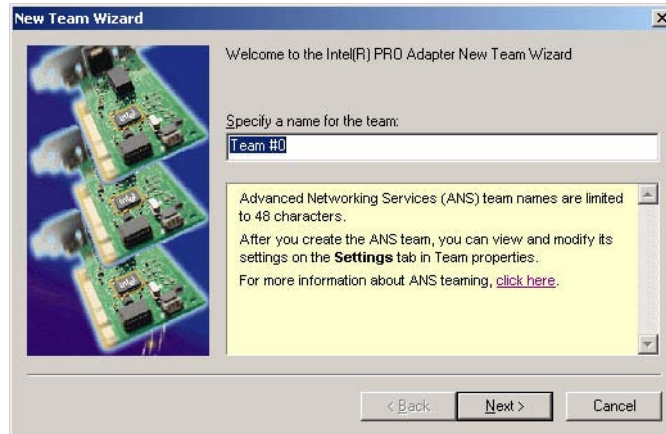 New Team Wizard
Welcome to the Intel(R) PRO Adapter New Team Wizard
Specify a name for the team:
Team #0
Advanced Networking Services (ANS) team names are limited
to 48 characters.
After you create the ANS team, you can view and modify its
settings on the Settings tab in Team properties.
For more information about ANS teaming, click here.
< Back
Next >
Cancel
intel
intel
intel